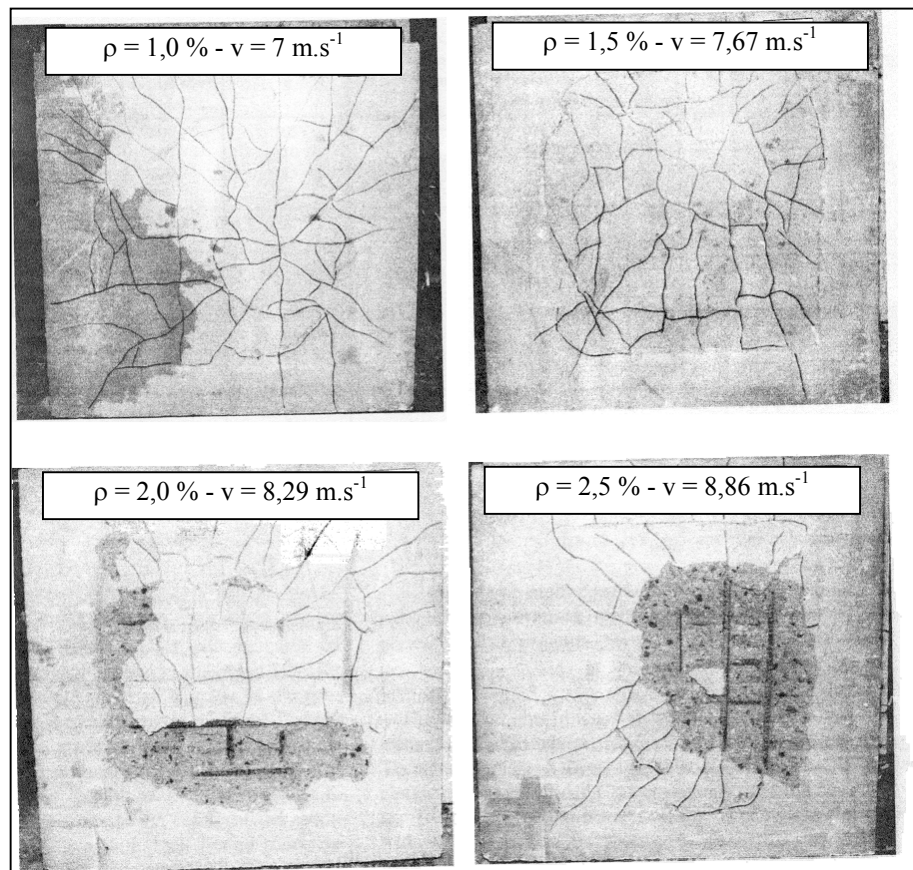 ρ = 1,0 % - v = 7 m.s⁻¹
ρ = 1,5 % - v = 7,67 m.s⁻¹
ρ = 2,0 % - v = 8,29 m.s⁻¹
ρ = 2,5 % - v = 8,86 m.s⁻¹